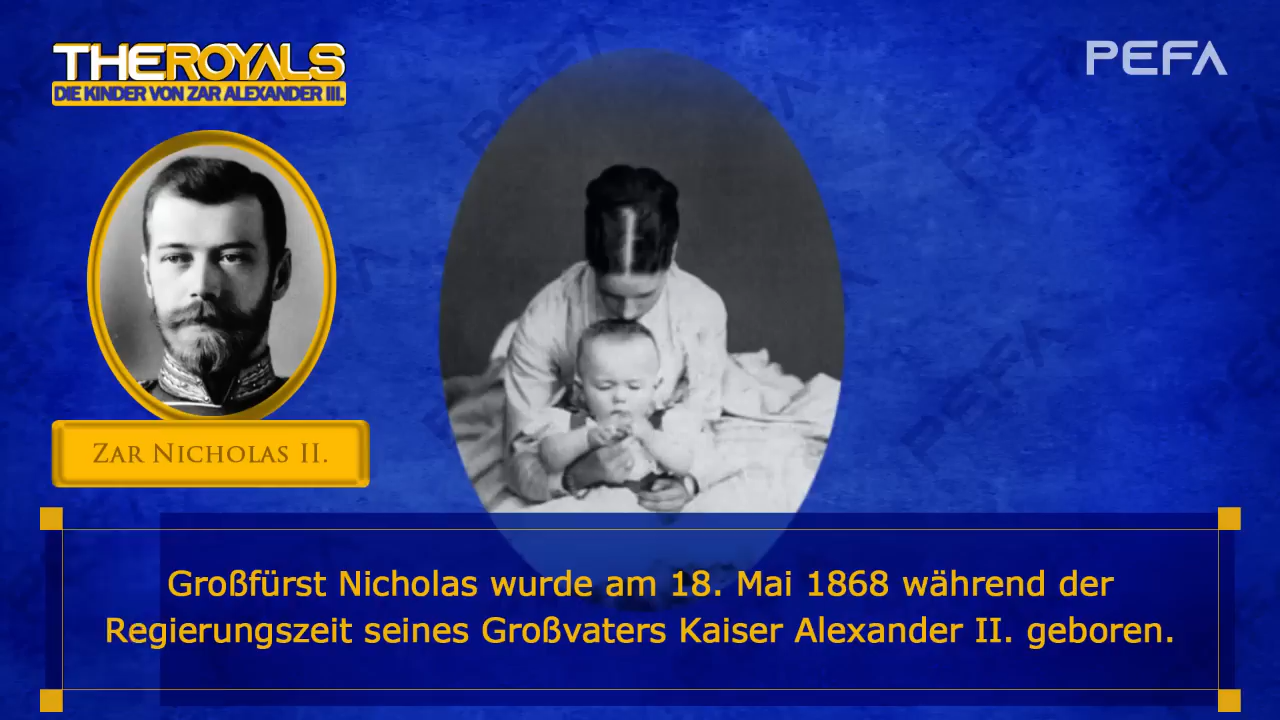 THEROYALS
DIE KINDER VON ZAR ALEXANDER III.
PEFA
ZAR NICHOLAS II.
Großfürst Nicholas wurde am 18. Mai 1868 während der
Regierungszeit seines Großvaters Kaiser Alexander II. geboren.